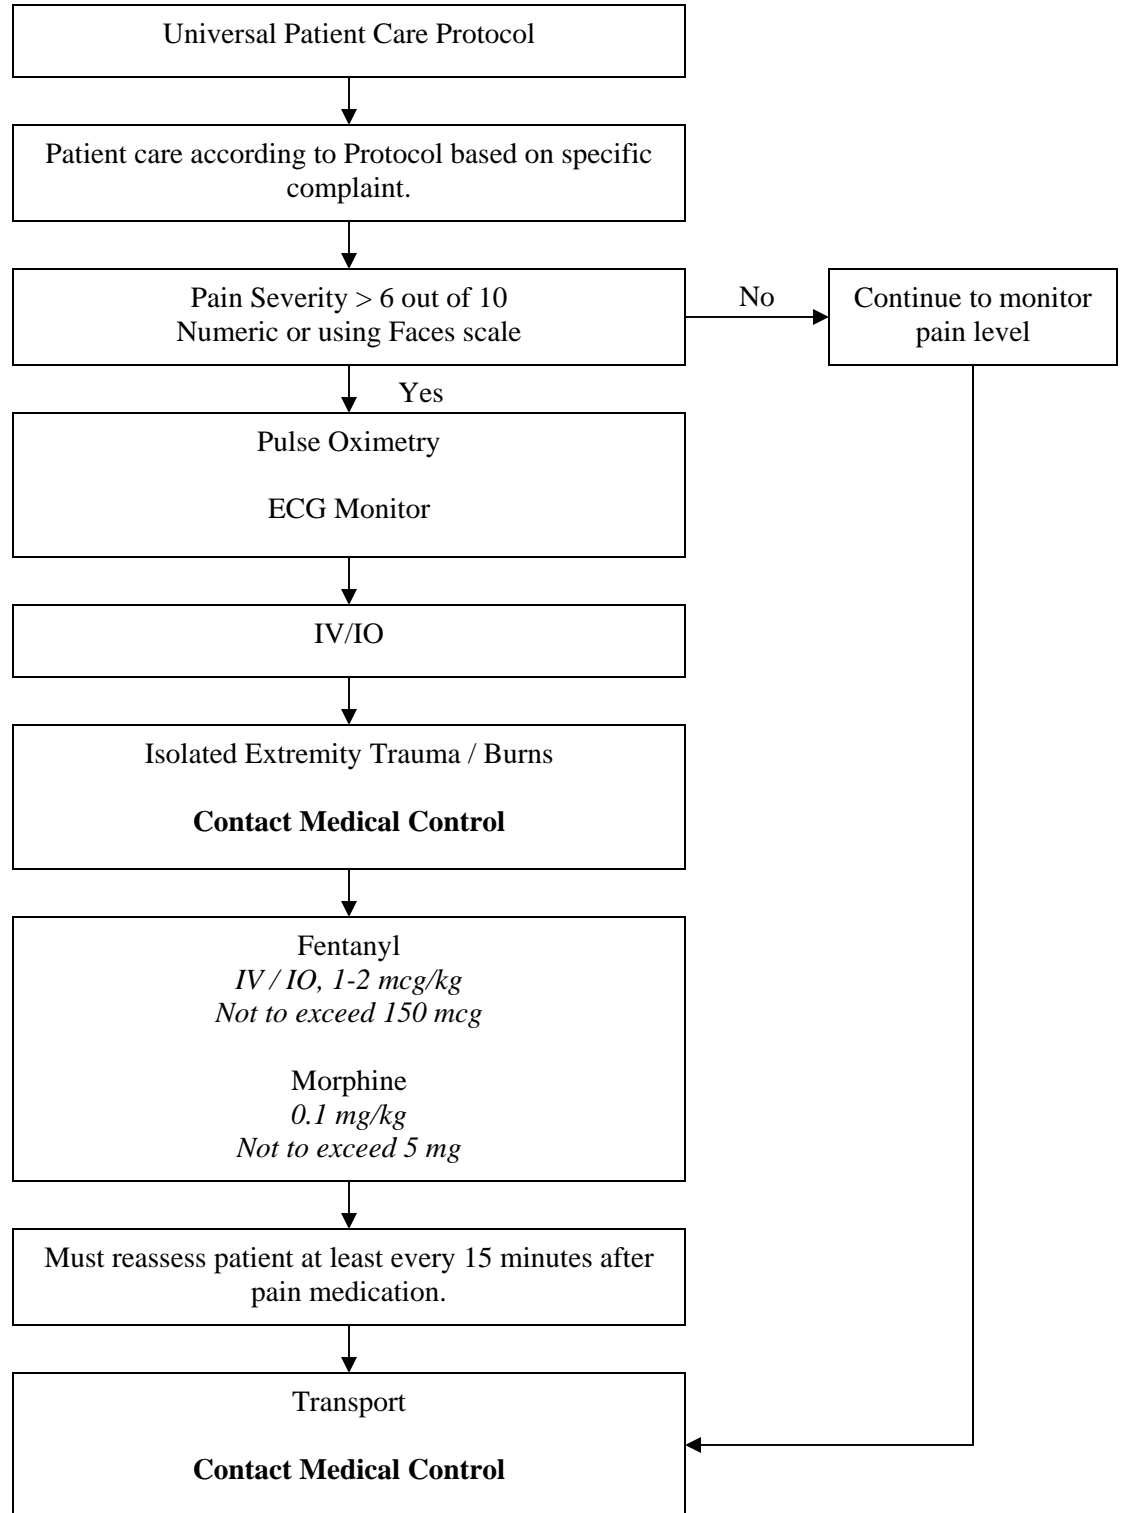 Universal Patient Care Protocol
Patient care according to Protocol based on specific
complaint.
Pain Severity > 6 out of 10
Numeric or using Faces scale
No
Continue to monitor
pain level
Yes
Pulse Oximetry
ECG Monitor
IV/IO
Isolated Extremity Trauma / Burns
Contact Medical Control
Fentanyl
IV / IO, 1-2 mcg/kg
Not to exceed 150 mcg
Morphine
0.1 mg/kg
Not to exceed 5 mg
Must reassess patient at least every 15 minutes after
pain medication.
Transport
Contact Medical Control